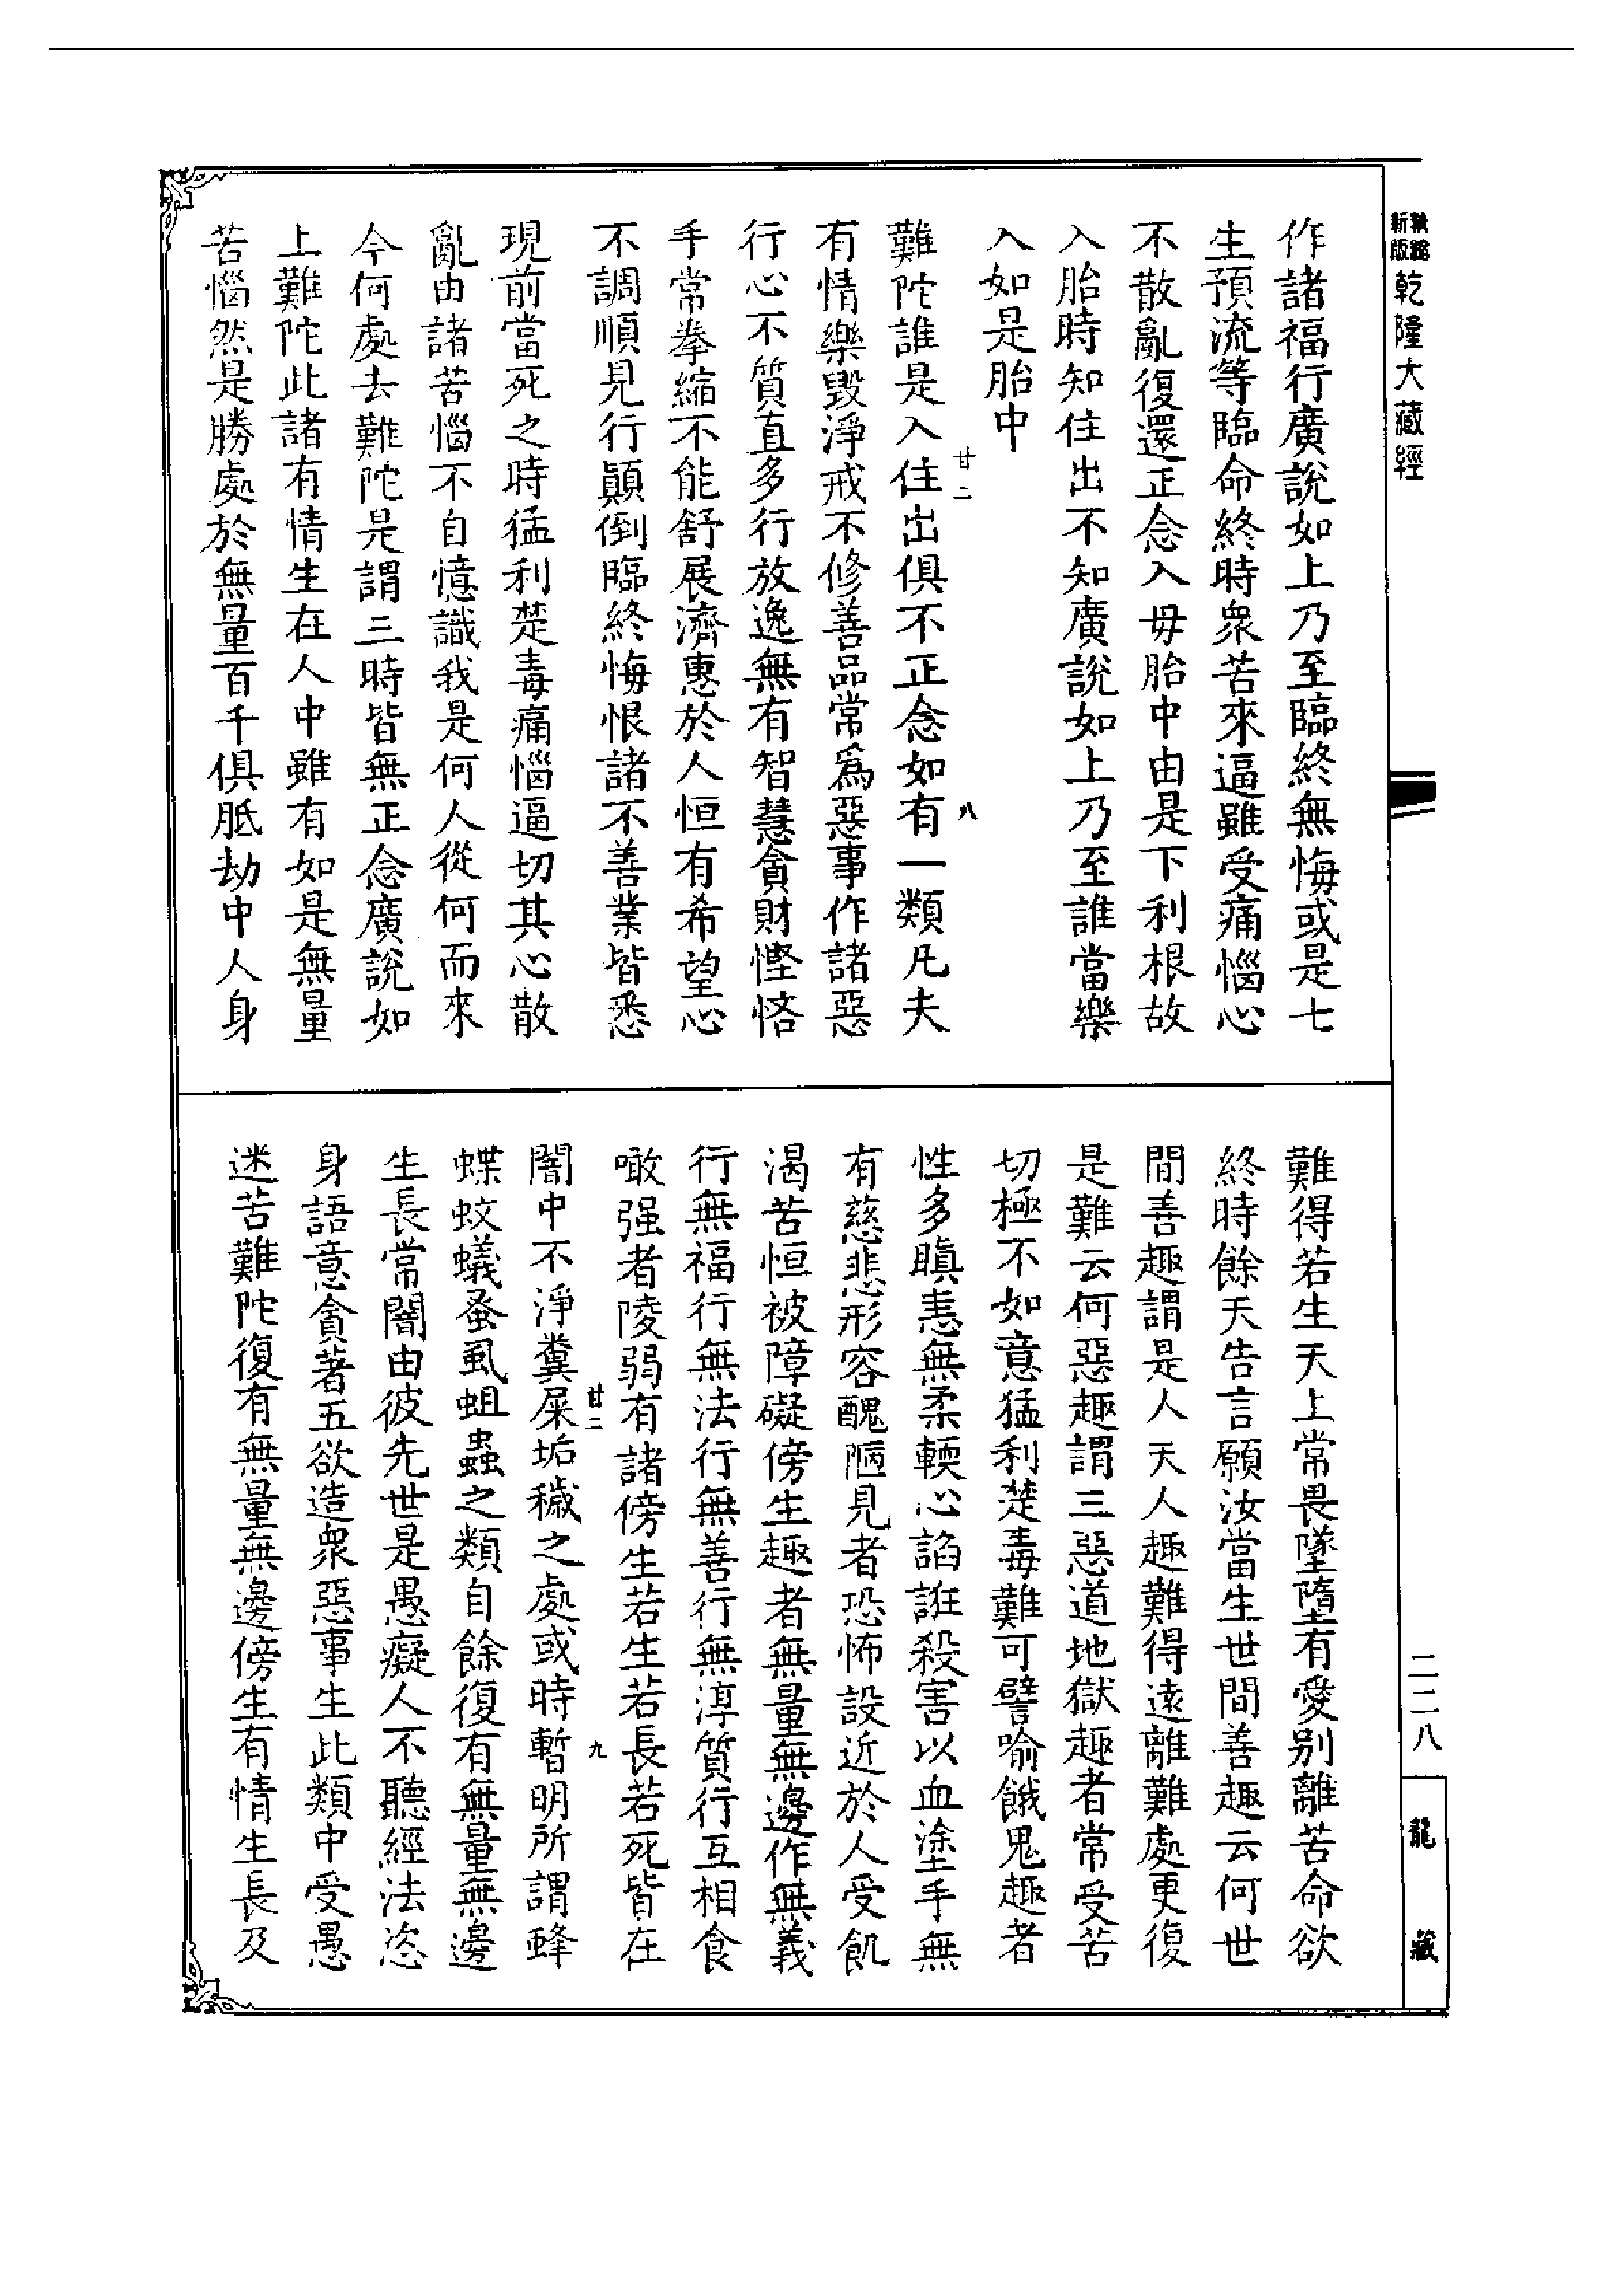 新版
乾隆大藏經
作諸福行廣說如上乃至臨終無悔或是七
生預流等臨命終時衆苦來逼雖受痛惱心
不散亂復還正念入母胎中由是下利根故
入胎時知住出不知廣說如上乃至誰當樂
入如是胎中
甘二
八
難陀誰是入住出俱不正念如有一類凡夫
有情樂毀淨戒不修善品常爲惡事作諸惡
行心不質直多行放逸無有智慧貪財慳悋
手常拳縮不能舒展濟惠於人恒有希望心
不調順見行顛倒臨終悔恨諸不善業皆悉
現前當死之時猛利楚毒痛惱逼切其心散
亂由諸苦惱不自憶識我是何人從何而來
今何處去難陀是謂三時皆無正念廣說如
上難陀此諸有情生在人中雖有如是無量
苦惱然是勝處於無量百千俱胝劫中人身
難得若生天上常畏墜墮有愛别離苦命欲
終時餘天告言願汝當生世間善趣云何世
間善趣謂是人天人趣難得遠離難處更復
是難云何惡趣謂三惡道地獄趣者常受苦
切極不如意猛利楚毒難可譬喻餓鬼趣者
性多瞋恚無柔輭心諂誑殺害以血塗手無
有慈悲形容醜陋見者恐怖設近於人受飢
渴苦恒被障礙傍生趣者無量無邊作無義
行無福行無法行無善行無淳質行互相食
噉强者陵弱有諸傍生若生若長若死皆在
甘二
九
闇中不淨糞屎垢穢之處或時暫明所謂蜂
蝶蚊蟻蚤虱蛆蟲之類自餘復有無量無邊
生長常闇由彼先世是愚癡人不聽經法恣
身語意貪著五欲造衆惡事生此類中受愚
迷苦難陀復有無量無邊傍生有情生長及
二二八
龍藏